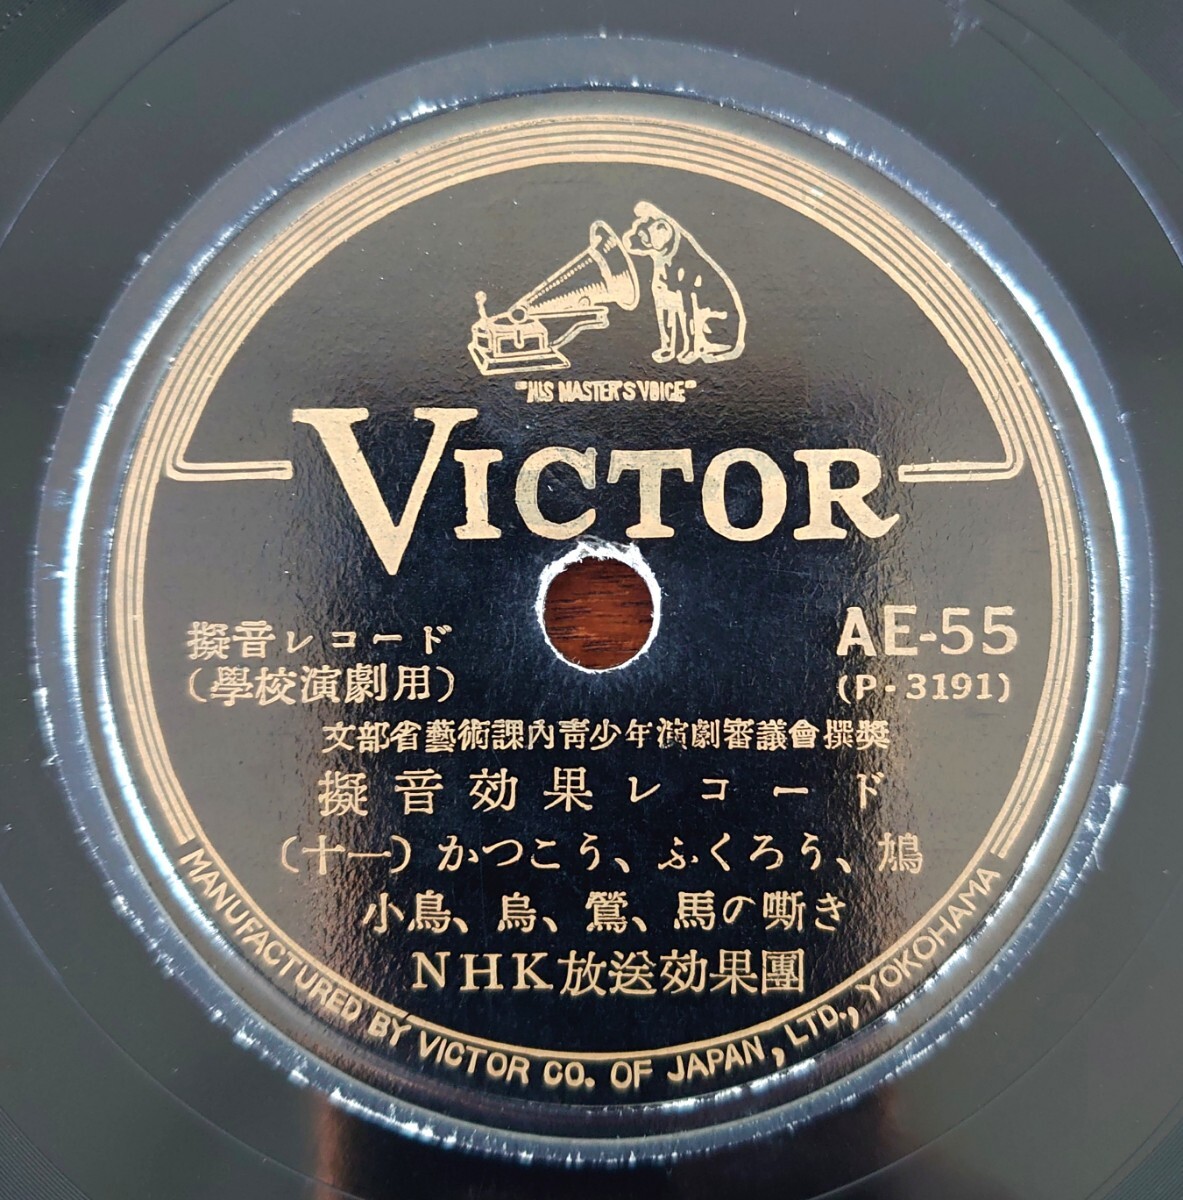 "HIS MASTER'S VOICE"
VICTOR
擬音レコード
(學校演劇用)
AE-55
(P-3191)
文部省藝術課內靑少年演劇審議會撰奬
擬音効果レコード
(十一)かつこう、ふくろう、鳩
小鳥、烏、鶯、馬の嘶き
NHK放送効果團
MANUFACTURED BY VICTOR CO. OF JAPAN, LTD., YOKOHAMA